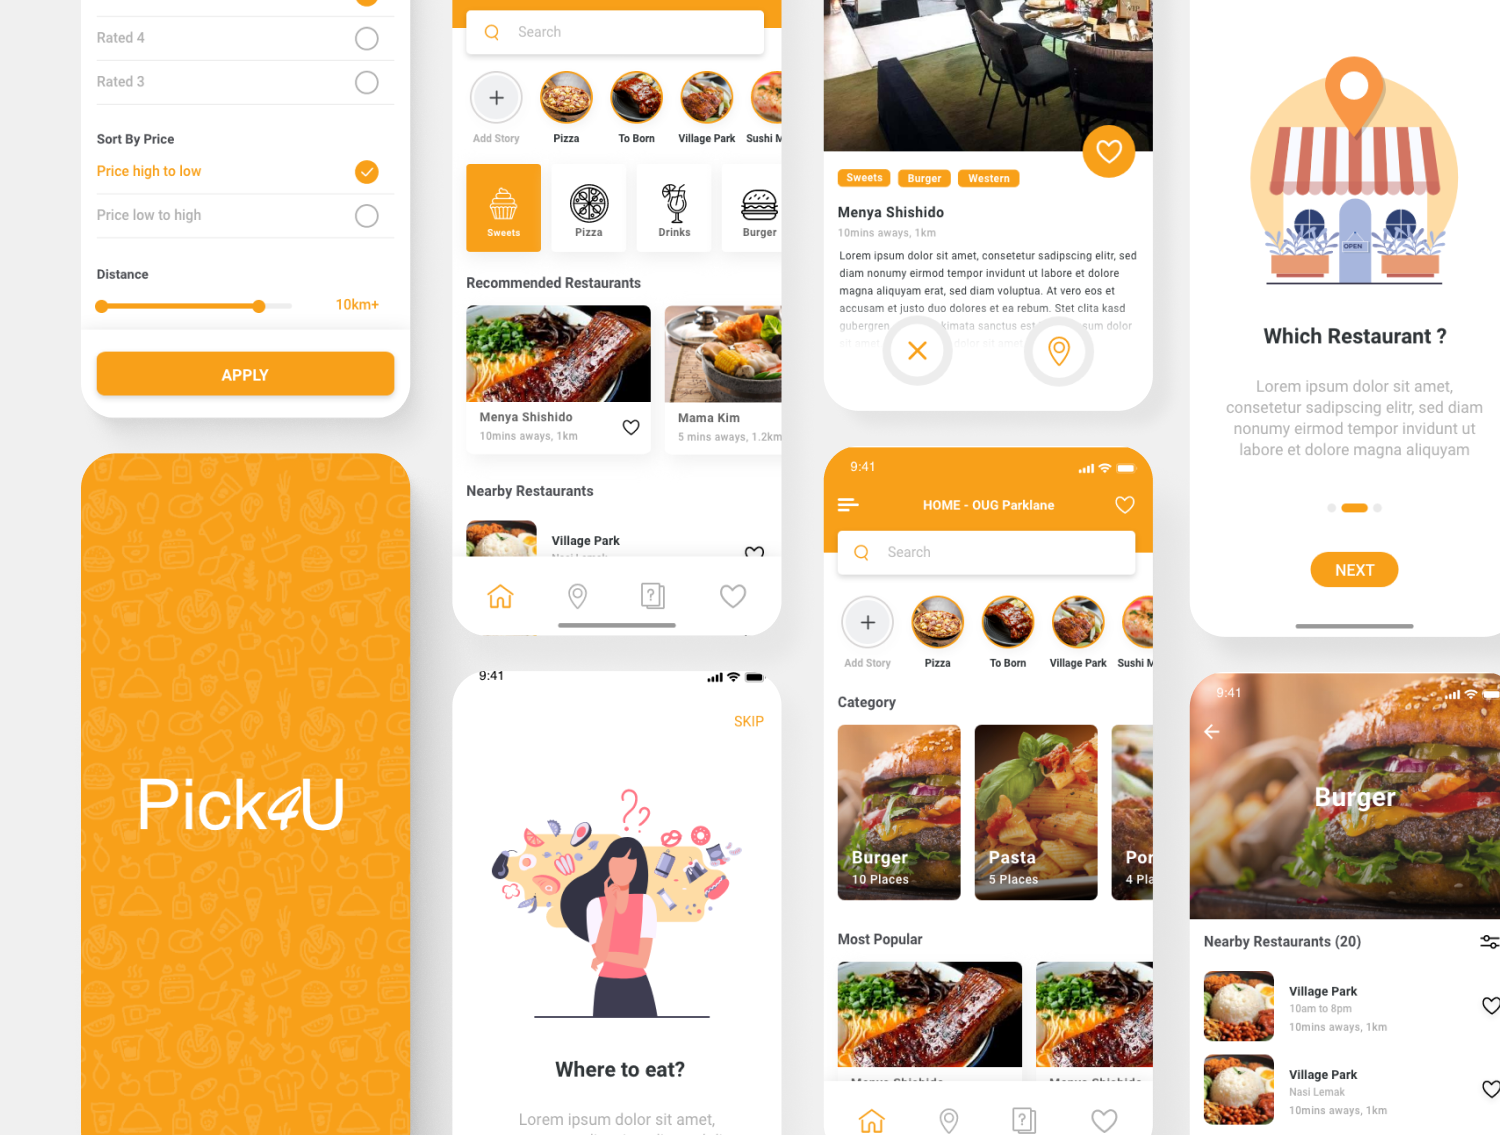 Rated 4
Rated 3
Sort By Price
Price high to low
Price low to high
Distance
10km+
APPLY
Pick4U
Search
Add Story
Pizza
To Born
Village Park
Sushi M
Sweets
Pizza
Drinks
Burger
Recommended Restaurants
Menya Shishido
10mins aways, 1km
Mama Kim
5 mins aways, 1.2km
Nearby Restaurants
Village Park
Nasi Lemak
?
9:41
SKIP
??
Where to eat?
Lorem ipsum dolor sit amet,
Sweets
Burger
Western
Menya Shishido
10mins aways, 1km
Lorem ipsum dolor sit amet, consetetur sadipscing elitr, sed
diam nonumy eirmod tempor invidunt ut labore et dolore
magna aliquyam erat, sed diam voluptua. At vero eos et
accusam et justo duo dolores et ea rebum. Stet clita kasd
gubergren, kimata sanctus est sum dolor
9:41
HOME - OUG Parklane
Search
Add Story
Pizza
To Born
Village Park
Sushi M
Category
Burger
10 Places
Pasta
5 Places
Por
4 Pla
Most Popular
Menya Shishido
Menya Shishido
?
OPEN
Which Restaurant ?
Lorem ipsum dolor sit amet,
consetetur sadipscing elitr, sed diam
nonumy eirmod tempor invidunt ut
labore et dolore magna aliquyam
NEXT
9:41
Burger
Nearby Restaurants (20)
Village Park
10am to 8pm
10mins aways, 1km
Village Park
Nasi Lemak
10mins aways, 1km